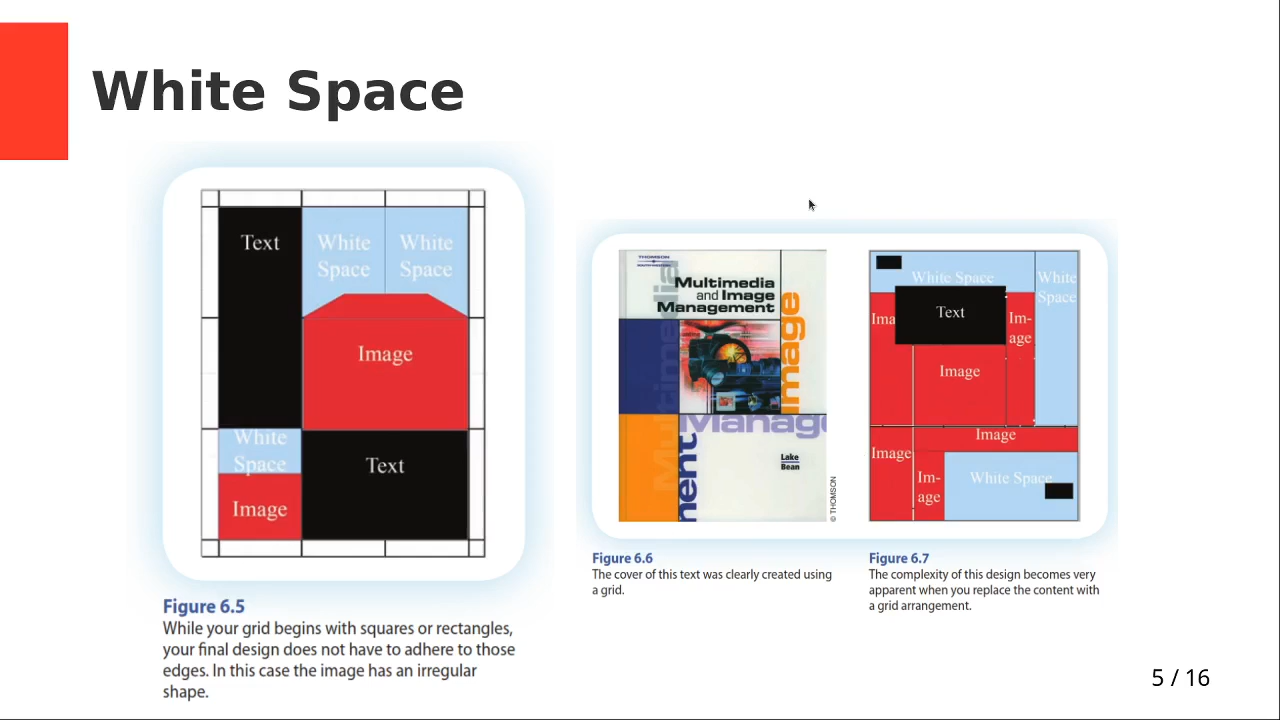 White Space
Text
White
Space
White
Space
Image
White
Space
Text
Image
Figure 6.5
While your grid begins with squares or rectangles,
your final design does not have to adhere to those
edges. In this case the image has an irregular
shape.
THOMSON
Multimedia
and Image
Management
Multimedia
Image
Manage
ment
Lake
Bean
© THOMSON
Figure 6.6
The cover of this text was clearly created using
a grid.
White Space
White
Space
Text
Ima
Im-
age
Image
Image
Image
Im-
age
White Space
Figure 6.7
The complexity of this design becomes very
apparent when you replace the content with
a grid arrangement.
5 / 16